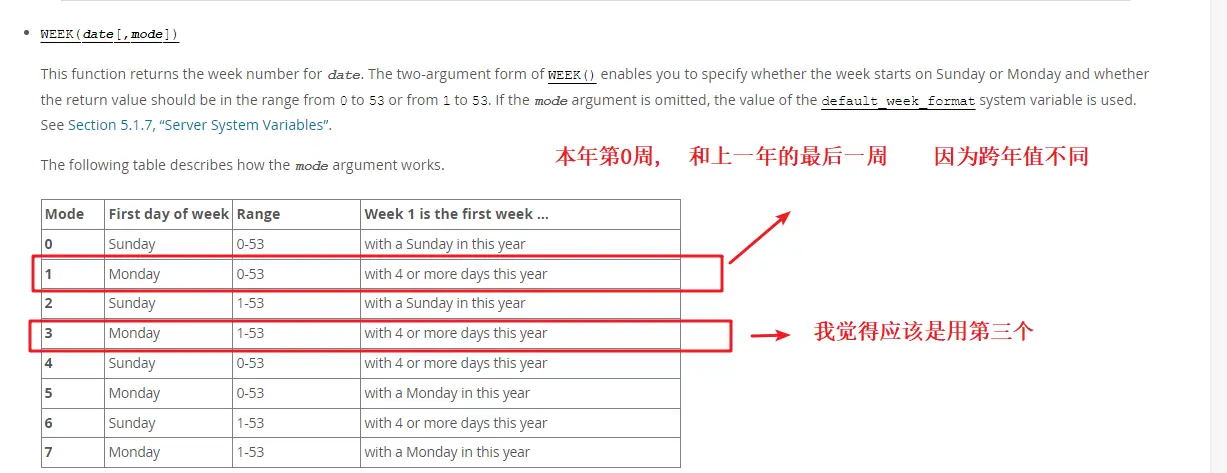 WEEK(date[,mode])
This function returns the week number for date. The two-argument form of WEEK() enables you to specify whether the week starts on Sunday or Monday and whether
the return value should be in the range from 0 to 53 or from 1 to 53. If the mode argument is omitted, the value of the default_week_format system variable is used.
See Section 5.1.7, “Server System Variables”.
The following table describes how the mode argument works.
本年第0周， 和上一年的最后一周 因为跨年值不同
Mode First day of week Range Week 1 is the first week ...
0 Sunday 0-53 with a Sunday in this year
1 Monday 0-53 with 4 or more days this year
2 Sunday 1-53 with a Sunday in this year
3 Monday 1-53 with 4 or more days this year
我觉得应该是用第三个
4 Sunday 0-53 with 4 or more days this year
5 Monday 0-53 with a Monday in this year
6 Sunday 1-53 with 4 or more days this year
7 Monday 1-53 with a Monday in this year